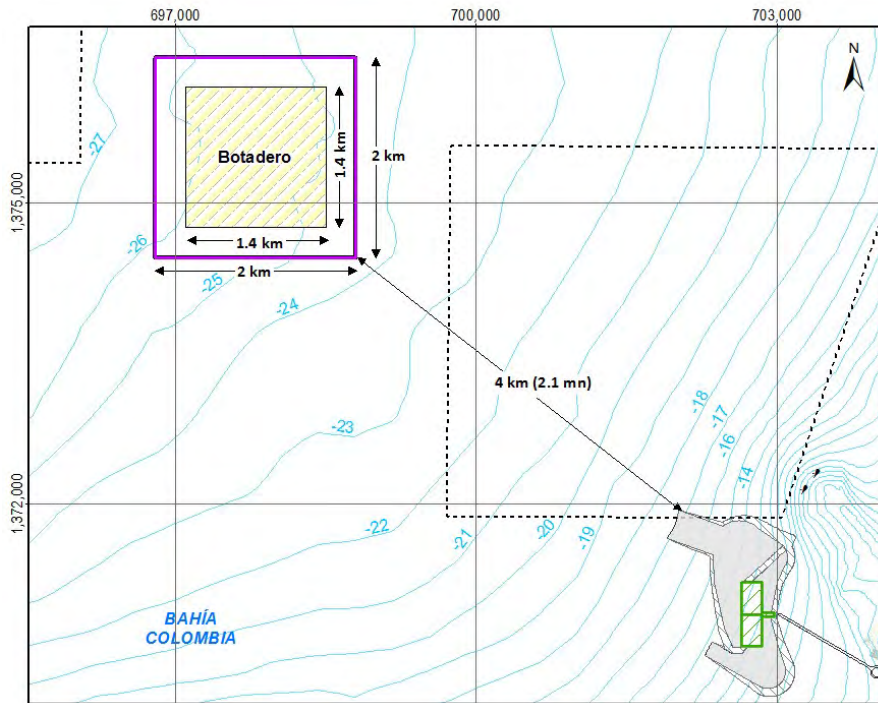 697,000
700,000
703,000
N
-27
Botadero
1.4 km
2 km
1,375,000
1.4 km
-26
2 km
-25
-24
4 km (2.1 mn)
-18
-17
-23
-16
-14
1,372,000
-22
-21
-20
-19
BAHÍA
COLOMBIA